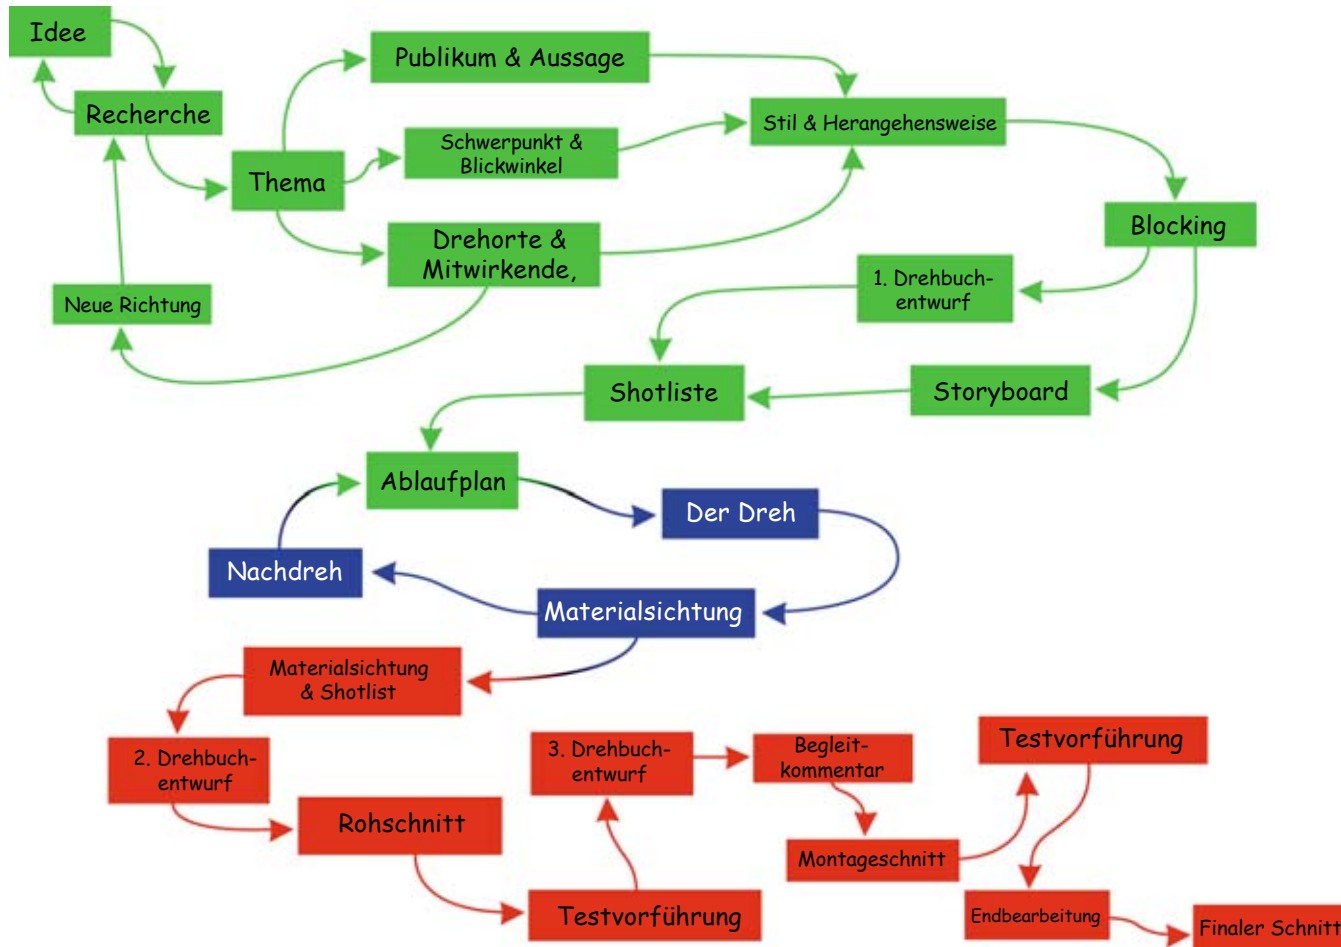 Idee
Recherche
Thema
Publikum & Aussage
Schwerpunkt &
Blickwinkel
Drehorte &
Mitwirkende,
Neue Richtung
Stil & Herangehensweise
Blocking
1. Drehbuch-
entwurf
Storyboard
Shotliste
Ablaufplan
Der Dreh
Nachdreh
Materialsichtung
Materialsichtung
& Shotlist
2. Drehbuch-
entwurf
Rohschnitt
Testvorführung
3. Drehbuch-
entwurf
Begleit-
kommentar
Montageschnitt
Testvorführung
Endbearbeitung
Finaler Schnitt